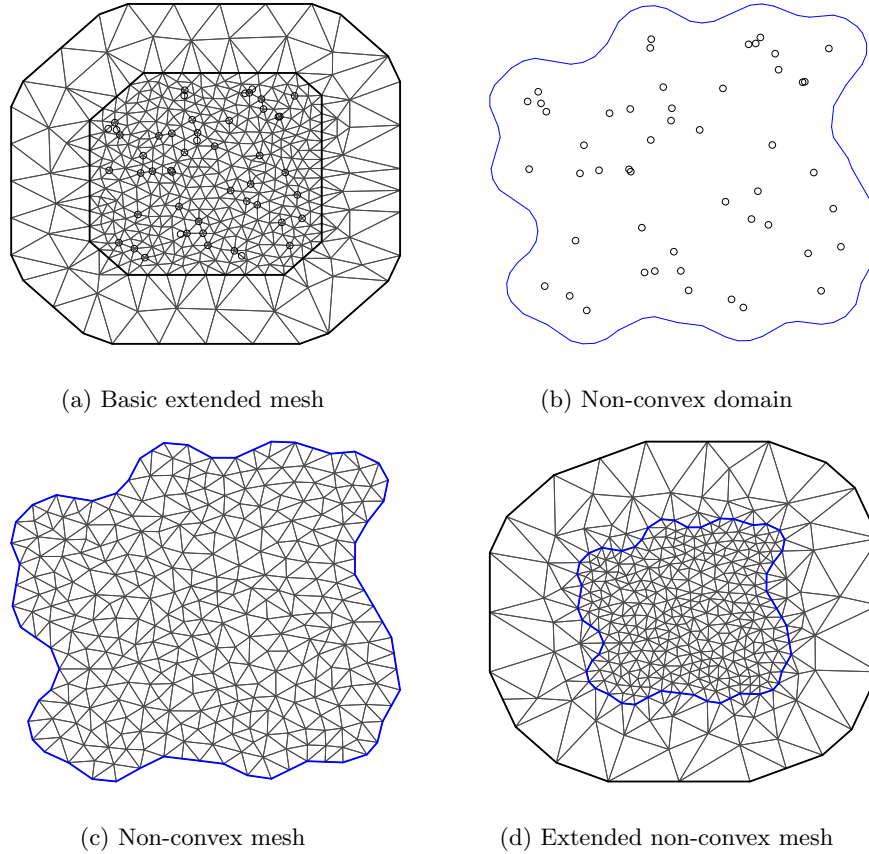 (a) Basic extended mesh
(b) Non-convex domain
(c) Non-convex mesh
(d) Extended non-convex mesh